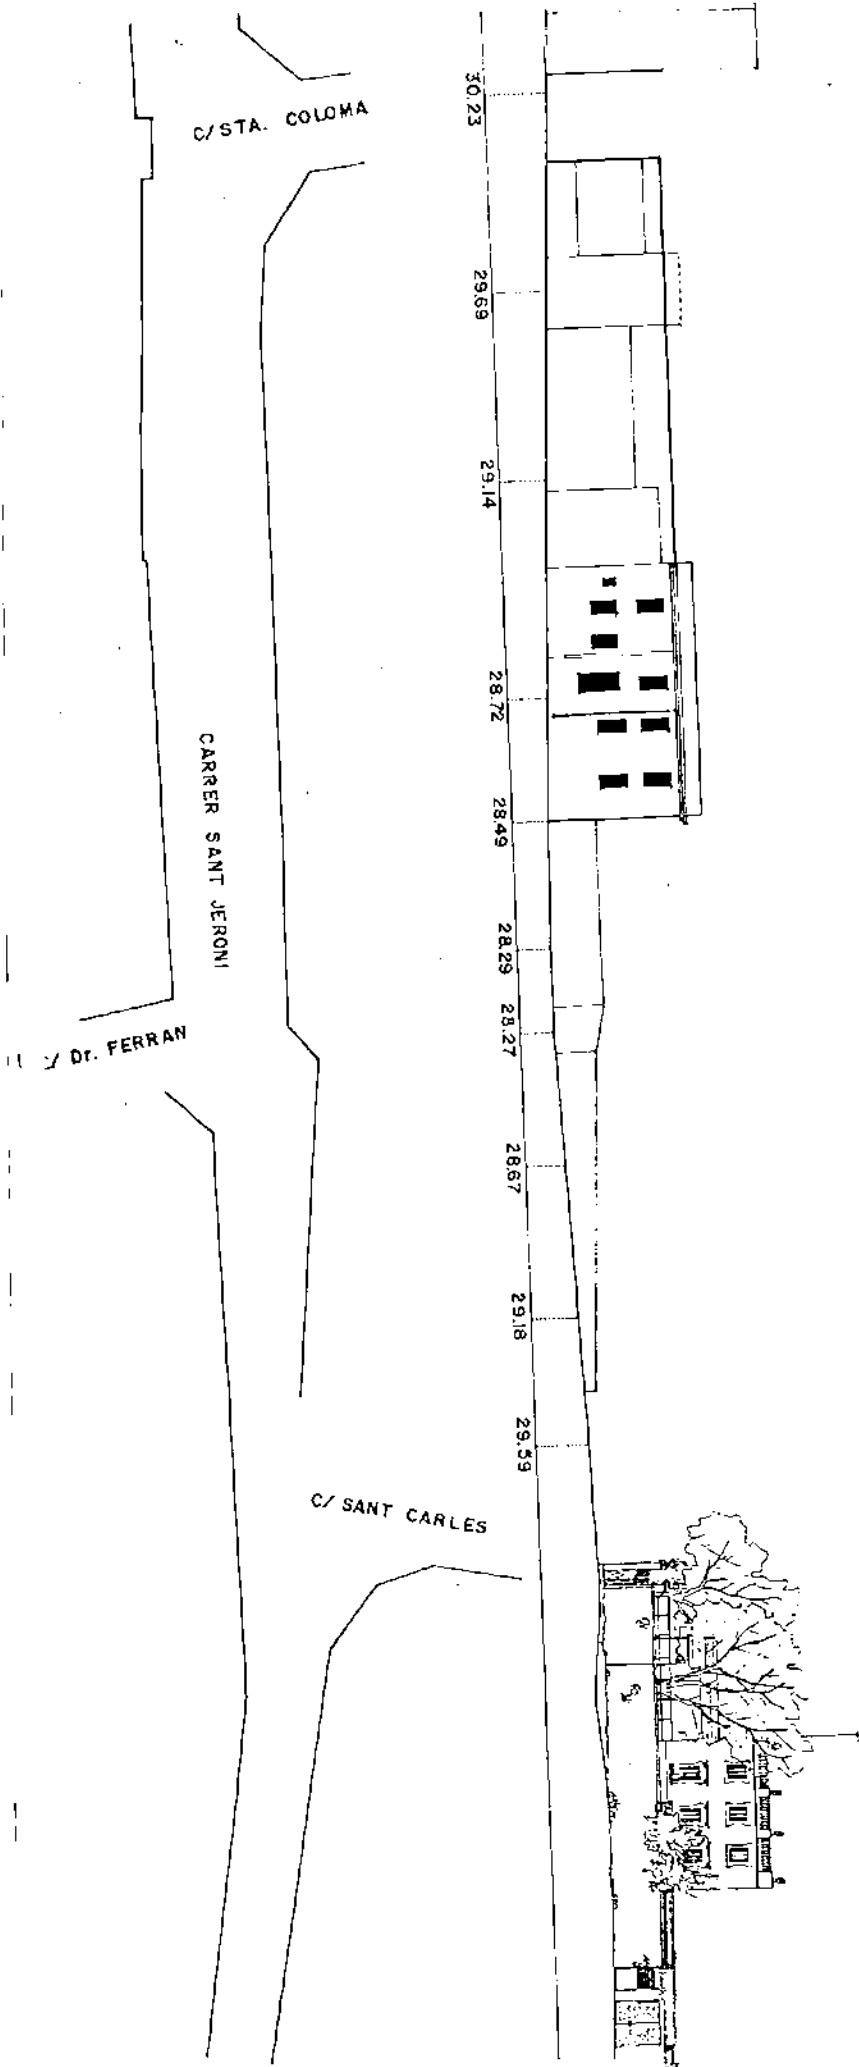 C/STA. COLOMA
30.23
29.69
29.14
28.72
CARRER SANT JERONI
28.49
28.29
28.27
Dr. FERRAN
28.67
29.18
29.59
C/ SANT CARLES